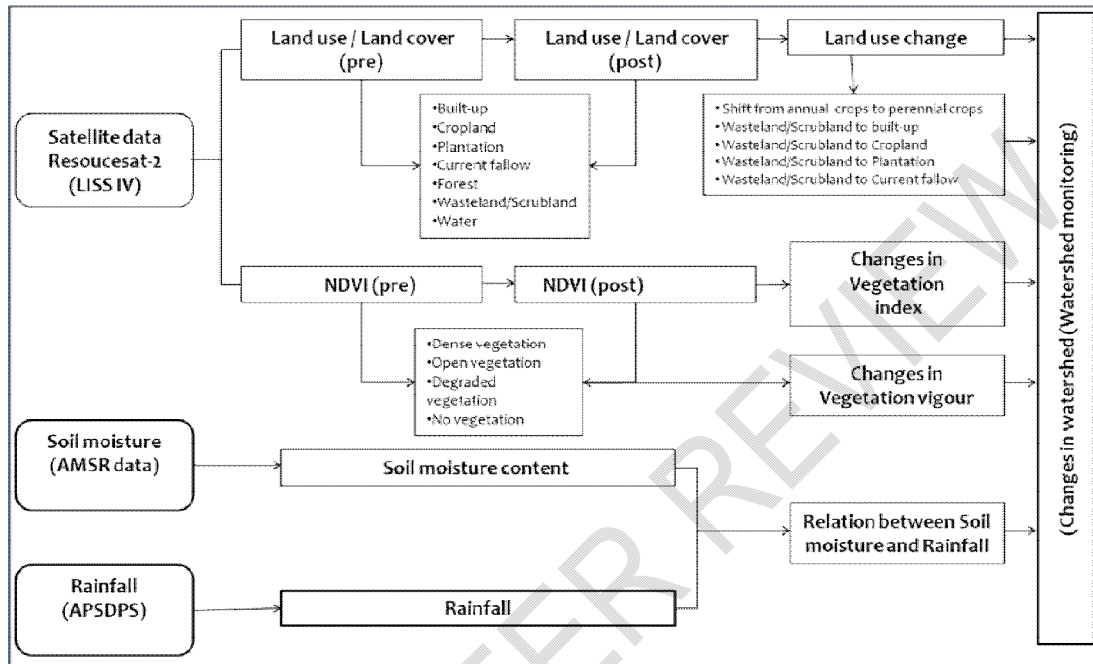 Land use / Land cover
(pre)
Land use / Land cover
(post)
Land use change
Satellite data
Resoucesat-2
(LISS IV)
•Built-up
•Cropland
•Plantation
•Current fallow
•Forest
•Wasteland/Scrubland
•Water
•Shift from annual crops to perennial crops
•Wasteland/Scrubland to built-up
•Wasteland/Scrubland to Cropland
•Wasteland/Scrubland to Plantation
•Wasteland/Scrubland to Current fallow
NDVI (pre)
NDVI (post)
Changes in
Vegetation
index
•Dense vegetation
•Open vegetation
•Degraded
vegetation
•No vegetation
Changes in
Vegetation vigour
Soil moisture
(AMSR data)
Soil moisture content
Relation between Soil
moisture and Rainfall
Rainfall
(APSDPS)
Rainfall
(Changes in watershed (Watershed monitoring)
ER REVIEW